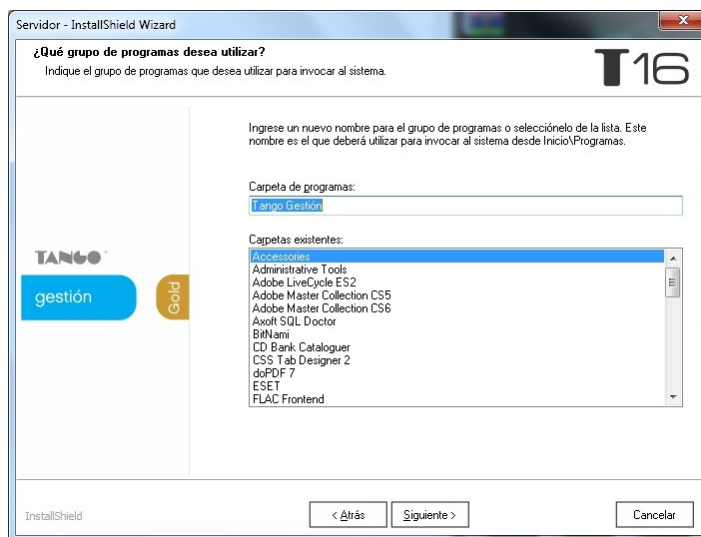 Servidor - InstallShield Wizard
¿Qué grupo de programas desea utilizar?
Indique el grupo de programas que desea utilizar para invocar al sistema.
T16
Ingrese un nuevo nombre para el grupo de programas o selecciónelo de la lista. Este
nombre es el que deberá utilizar para invocar al sistema desde Inicio\Programas.
Carpeta de programas:
Tango Gestión
Carpetas existentes:
Accessories
Administrative Tools
Adobe LiveCycle ES2
Adobe Master Collection CS5
Adobe Master Collection CS6
Axoft SQL Doctor
BitNami
CD Bank Cataloguer
CSS Tab Designer 2
doPDF 7
ESET
FLAC Frontend
TANGO
gestión
Gold
InstallShield
< Atrás
Siguiente >
Cancelar